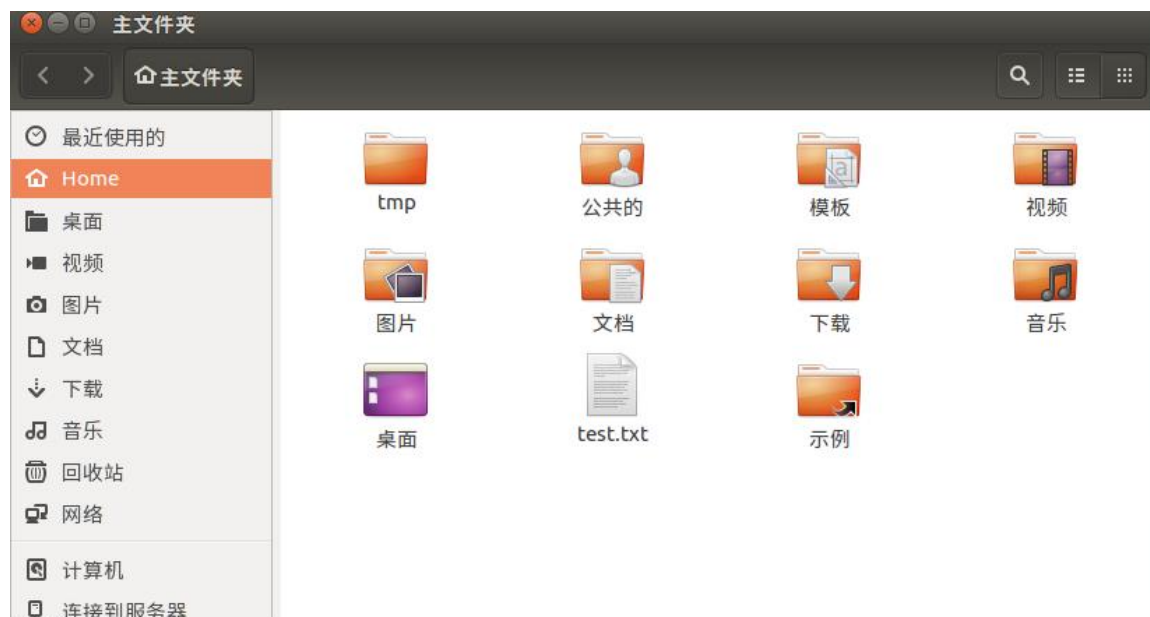 主文件夹
主文件夹
最近使用的
Home
桌面
视频
图片
文档
下载
音乐
回收站
网络
计算机
连接到服务器
tmp
公共的
模板
视频
图片
文档
下载
音乐
桌面
test.txt
示例